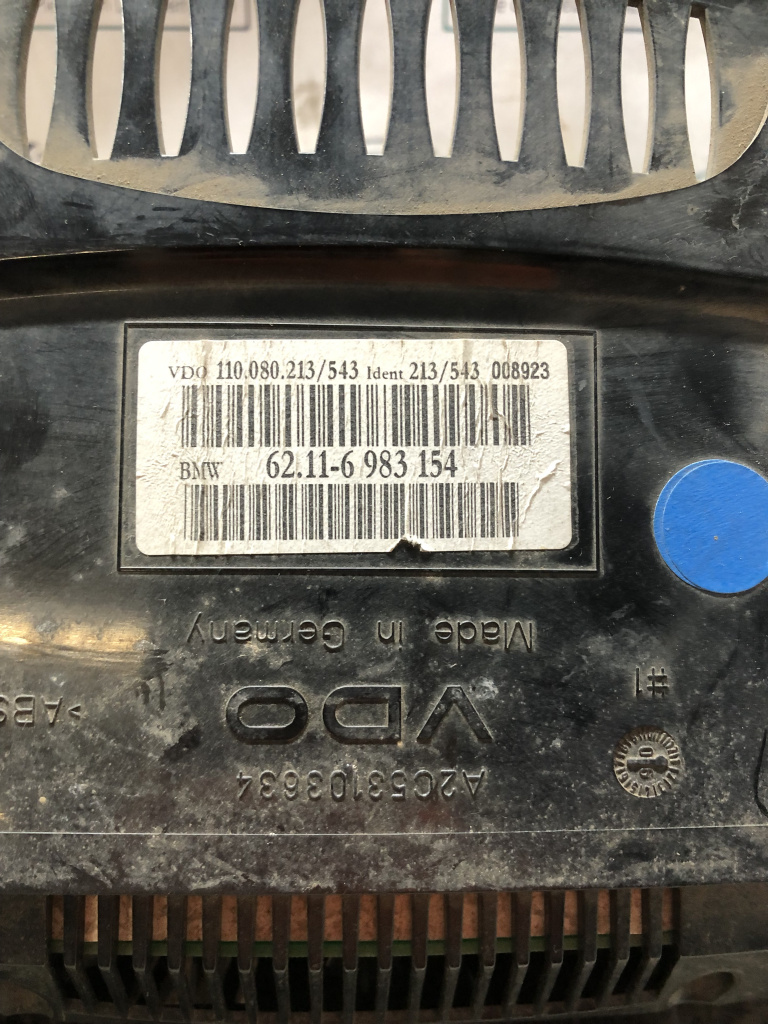 VDO 110.080.213/543 Ident 213/543 008923
BMW 62.11-6 983 154
Made in Germany
#1
VDO
>ABS
A2C53103634